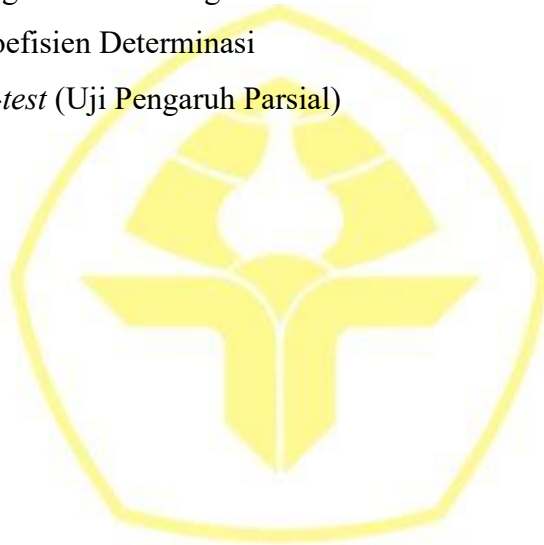 oefisien Determinasi
-test (Uji Pengaruh Parsial)